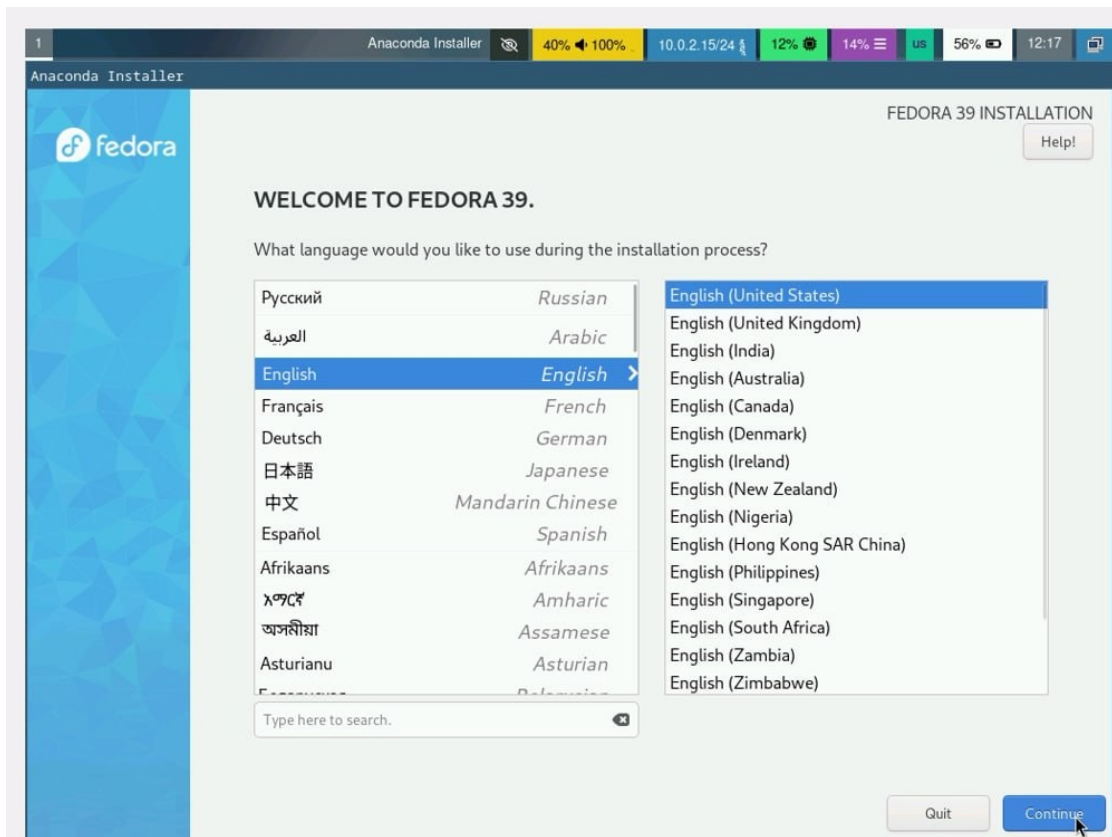 1 Anaconda Installer 40% 100% 10.0.2.15/24 12% 14% us 56% 12:17
Anaconda Installer
fedora
FEDORA 39 INSTALLATION
Help!
WELCOME TO FEDORA 39.
What language would you like to use during the installation process?
Русский Russian
العربية Arabic
English English
Français French
Deutsch German
日本語 Japanese
中文 Mandarin Chinese
Español Spanish
Afrikaans Afrikaans
አማርኛ Amharic
অসমীয়া Assamese
Asturianu Asturian
English (United States)
English (United Kingdom)
English (India)
English (Australia)
English (Canada)
English (Denmark)
English (Ireland)
English (New Zealand)
English (Nigeria)
English (Hong Kong SAR China)
English (Philippines)
English (Singapore)
English (South Africa)
English (Zambia)
English (Zimbabwe)
Type here to search.
Quit Continue